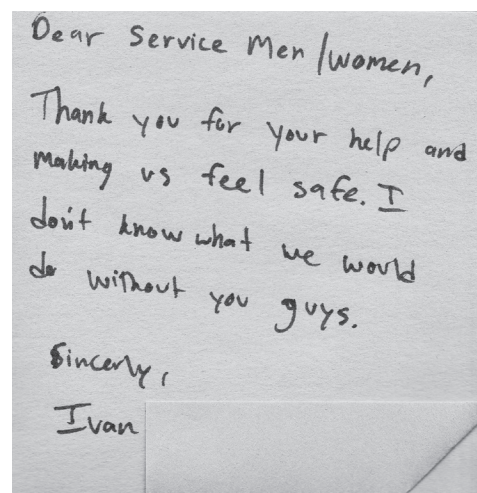 Dear Service Men/women,
Thank you for your help and
making us feel safe. I
don't know what we would
do without you guys.
Sincerly,
Ivan